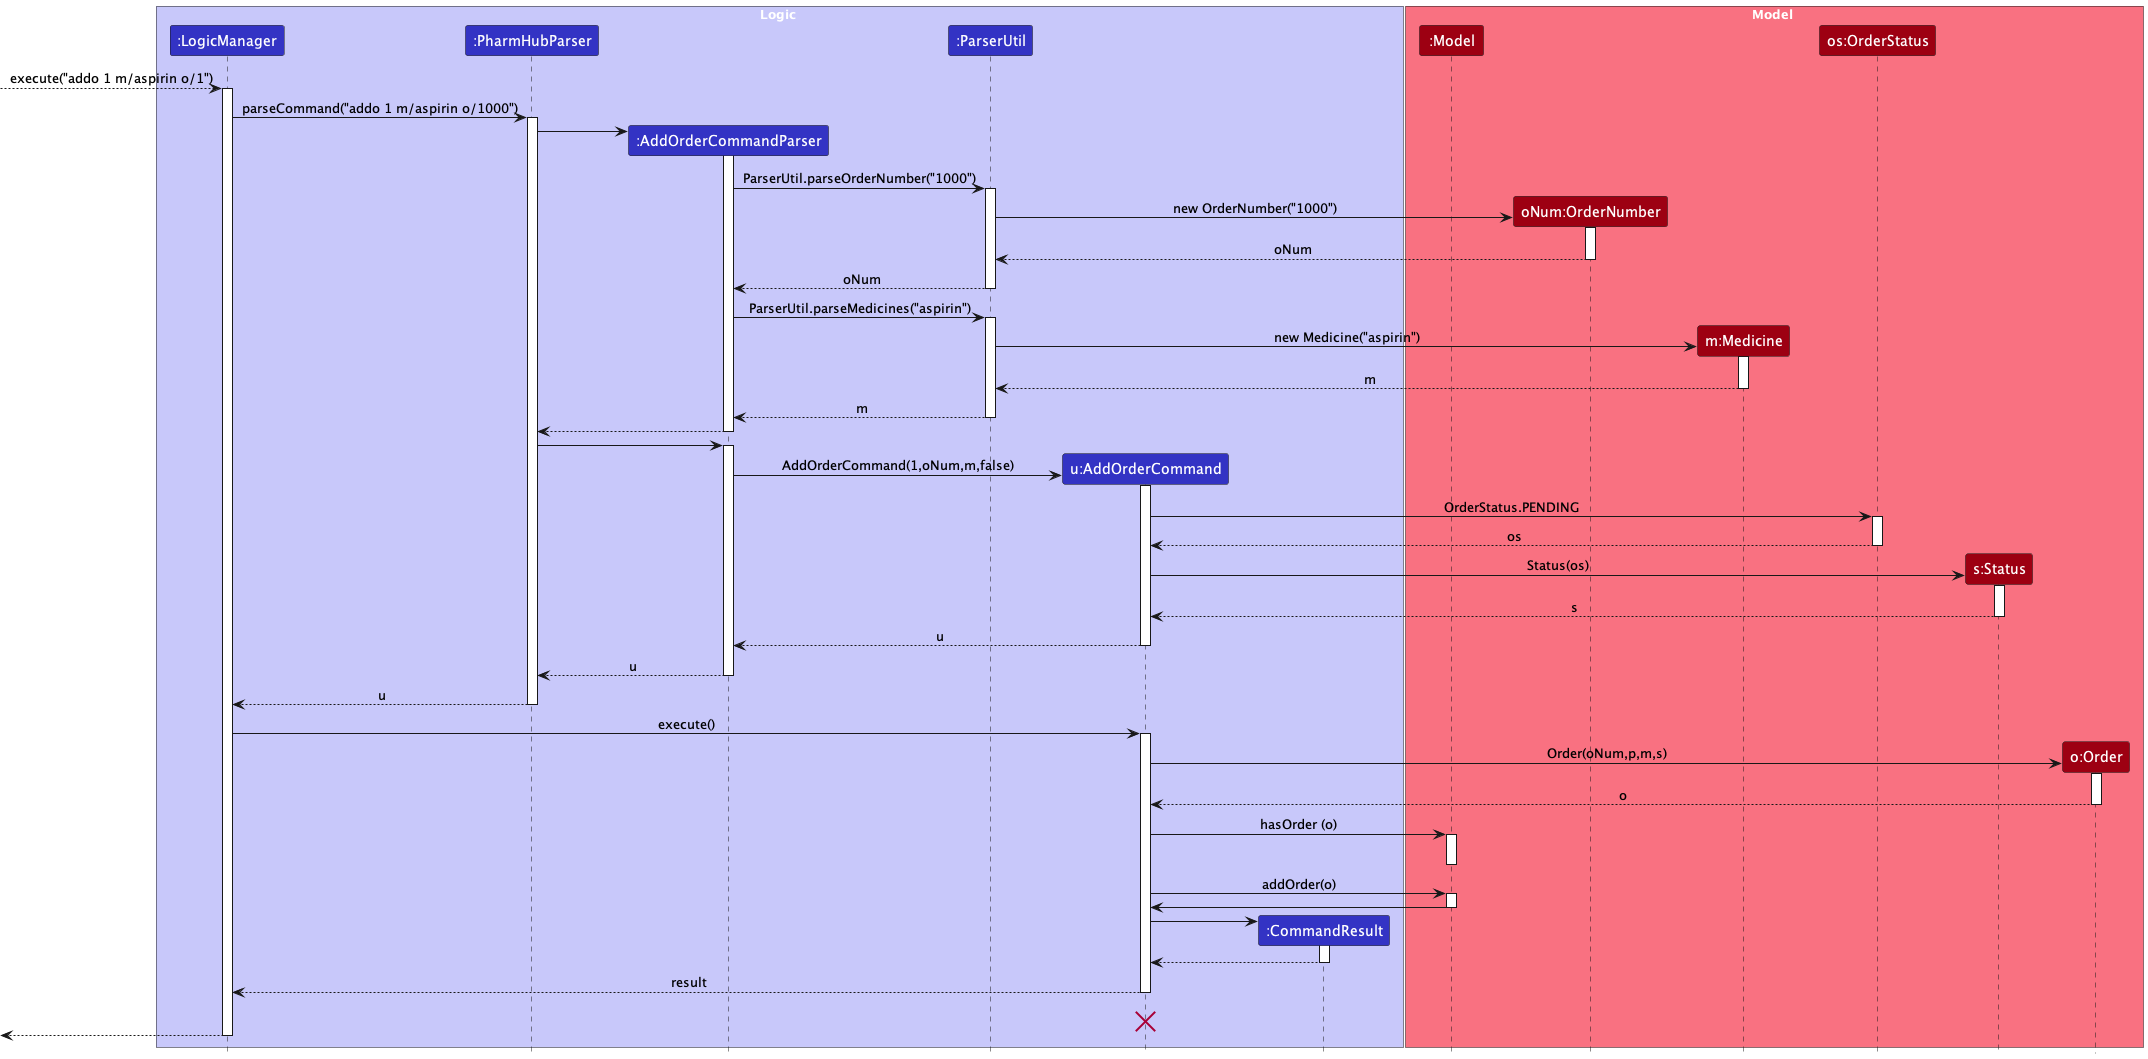 Logic
Model
:LogicManager
:PharmHubParser
:ParserUtil
:Model
os:OrderStatus
execute("addo 1 m/aspirin o/1")
parseCommand("addo 1 m/aspirin o/1000")
:AddOrderCommandParser
ParserUtil.parseOrderNumber("1000")
new OrderNumber("1000")
oNum:OrderNumber
oNum
oNum
ParserUtil.parseMedicines("aspirin")
new Medicine("aspirin")
m:Medicine
m
m
AddOrderCommand(1,oNum,m,false)
u:AddOrderCommand
OrderStatus.PENDING
os
Status(os)
s:Status
s
u
u
u
execute()
Order(oNum,p,m,s)
o:Order
o
hasOrder (o)
addOrder(o)
:CommandResult
result